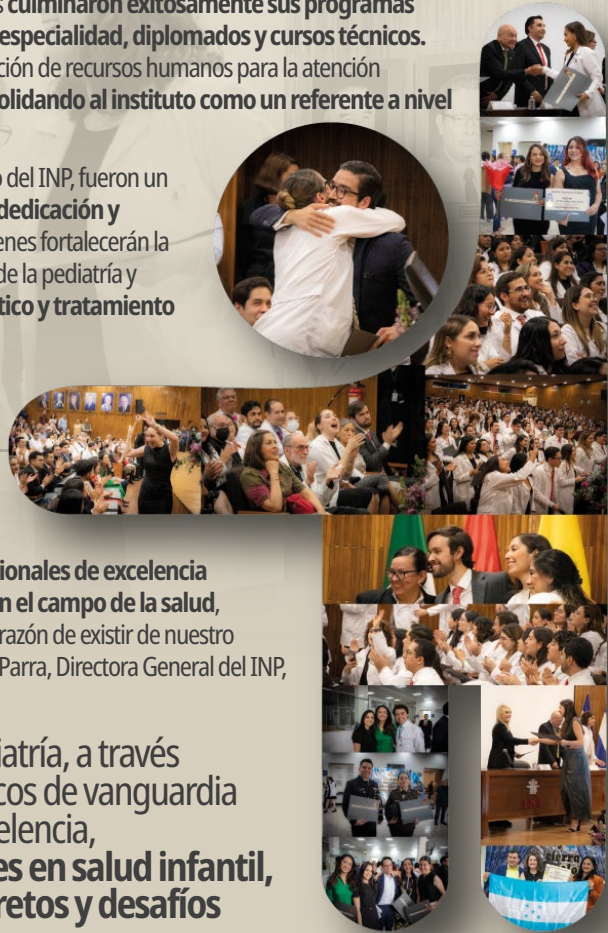 culminaron exitosamente sus programas
especialidad, diplomados y cursos técnicos.
ción de recursos humanos para la atención
olidando al instituto como un referente a nivel
o del INP, fueron un
dedicación y
enes fortalecerán la
de la pediatría y
tico y tratamiento
ionales de excelencia
n el campo de la salud,
razón de existir de nuestro
Parra, Directora General del INP,
iatría, a través
cos de vanguardia
elencia,
es en salud infantil,
retos y desafíos